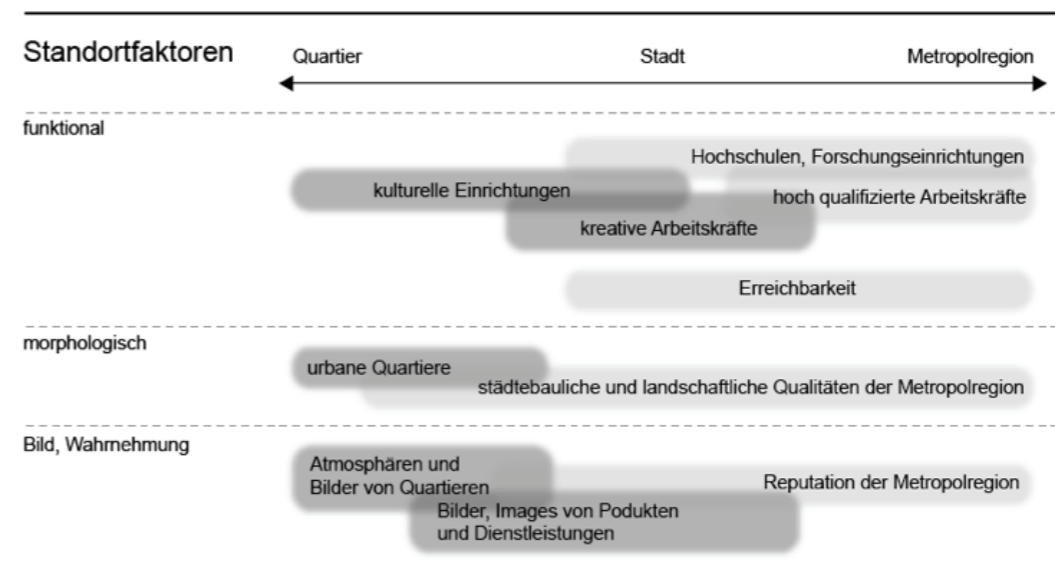 Standortfaktoren
Quartier
Stadt
Metropolregion
funktional
Hochschulen, Forschungseinrichtungen
kulturelle Einrichtungen
hoch qualifizierte Arbeitskräfte
kreative Arbeitskräfte
Erreichbarkeit
morphologisch
urbane Quartiere
städtebauliche und landschaftliche Qualitäten der Metropolregion
Bild, Wahrnehmung
Atmosphären und
Bilder von Quartieren
Reputation der Metropolregion
Bilder, Images von Podukten
und Dienstleistungen